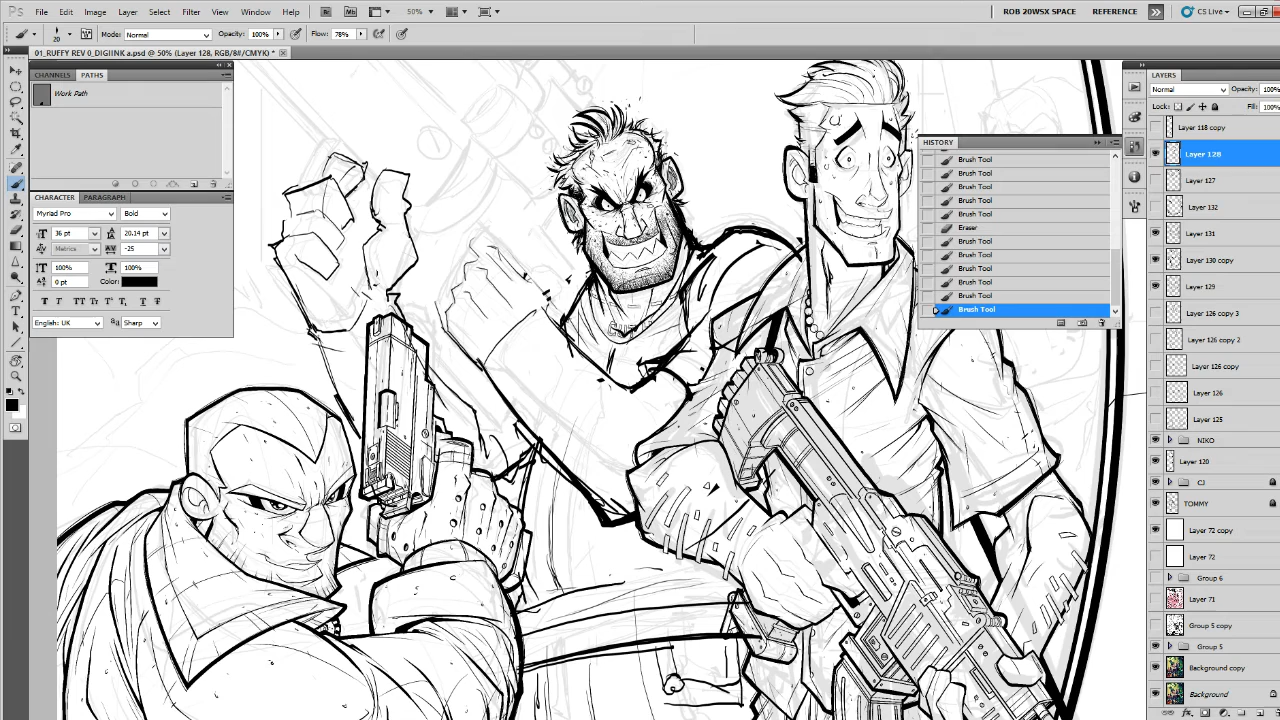 Ps File Edit Image Layer Select Filter View Window Help Br Mb 50% ROB 20WSX SPACE REFERENCE CS Live
20 Mode: Normal Opacity: 100% Flow: 78%
01_RUFFY REV 0_DIGIINK a.psd @ 50% (Layer 128, RGB/8#/CMYK) *
CHANNELS PATHS
Work Path
CHARACTER PARAGRAPH
Myriad Pro Bold
36 pt 20,14 pt
Metrics -25
100% 100%
0 pt Color:
T T TT Tr T' T, T T
English: UK aa Sharp
HISTORY
Brush Tool
Brush Tool
Brush Tool
Brush Tool
Brush Tool
Eraser
Brush Tool
Brush Tool
Brush Tool
Brush Tool
Brush Tool
Brush Tool
LAYERS
Normal Opacity: 100%
Lock: Fill: 100%
Layer 118 copy
Layer 128
Layer 127
Layer 132
Layer 131
Layer 130 copy
Layer 129
Layer 126 copy 3
Layer 126 copy 2
Layer 126 copy
Layer 126
Layer 125
NIKO
Layer 120
CJ
TOMMY
Layer 72 copy
Layer 72
Group 6
Layer 71
Group 5 copy
Group 5
Background copy
Background